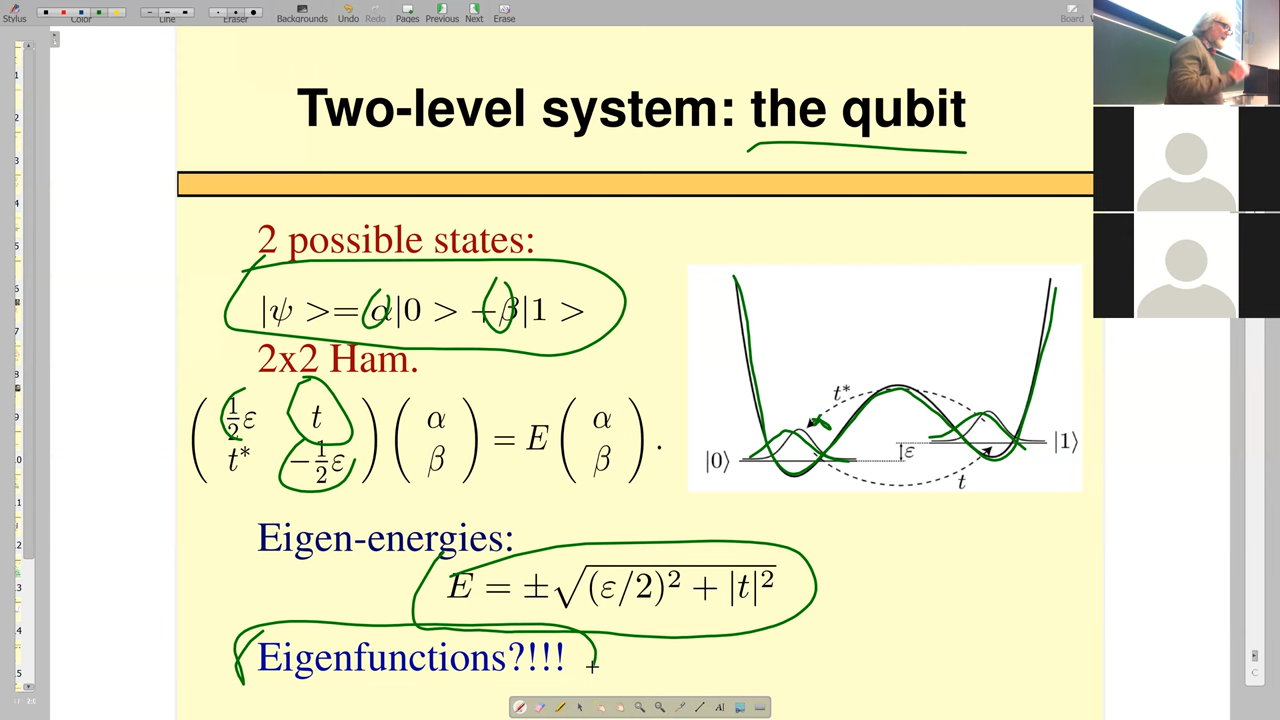 Stylus
Color
Line
Eraser
Backgrounds
Undo
Redo
Pages
Previous
Next
Erase
Board
Two-level system: the qubit
2 possible states:
|ψ >= α|0 > +β|1 >
2x2 Ham.
( ½ε t ) ( α ) = E ( α )
( t* −½ε ) ( β ) ( β ) .
t*
|0⟩
ε
|1⟩
t
Eigen-energies:
E = ±√(ε/2)² + |t|²
Eigenfunctions?!!!